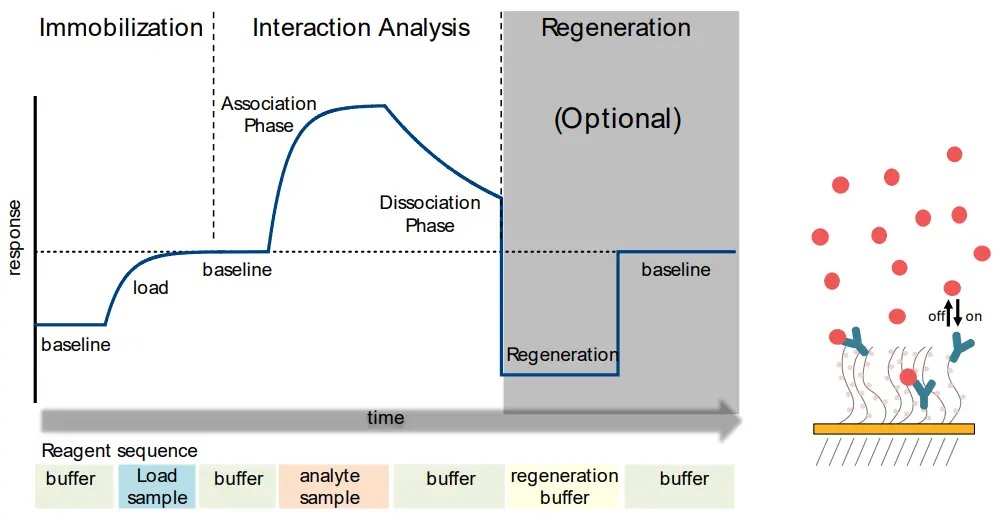 Immobilization
Interaction Analysis
Regeneration
(Optional)
Association
Phase
Dissociation
Phase
response
baseline
load
baseline
Regeneration
baseline
time
off
on
Reagent sequence
buffer
Load
sample
buffer
analyte
sample
buffer
regeneration
buffer
buffer